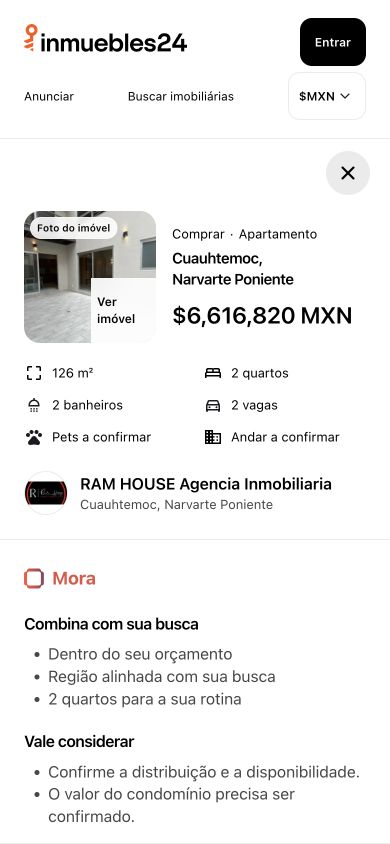 inmuebles24
Entrar
Anunciar
Buscar imobiliárias
$MXN
Foto do imóvel
Ver
imóvel
Comprar · Apartamento
Cuauhtemoc,
Narvarte Poniente
$6,616,820 MXN
126 m²
2 quartos
2 banheiros
2 vagas
Pets a confirmar
Andar a confirmar
RAM HOUSE Agencia Inmobiliaria
Cuauhtemoc, Narvarte Poniente
Mora
Combina com sua busca
• Dentro do seu orçamento
• Região alinhada com sua busca
• 2 quartos para a sua rotina
Vale considerar
• Confirme a distribuição e a disponibilidade.
• O valor do condomínio precisa ser
confirmado.